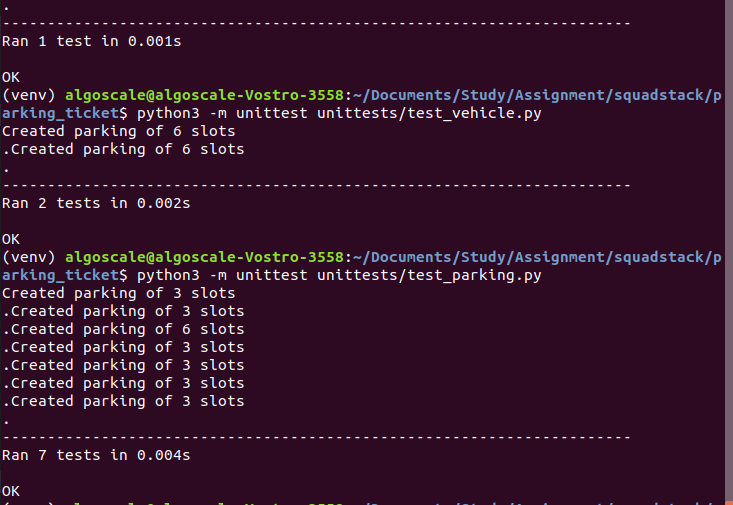 .
----------------------------------------------------------------------
Ran 1 test in 0.001s
OK
(venv) algoscale@algoscale-Vostro-3558:~/Documents/Study/Assignment/squadstack/p
arking_ticket$ python3 -m unittest unittests/test_vehicle.py
Created parking of 6 slots
.Created parking of 6 slots
.
----------------------------------------------------------------------
Ran 2 tests in 0.002s
OK
(venv) algoscale@algoscale-Vostro-3558:~/Documents/Study/Assignment/squadstack/p
arking_ticket$ python3 -m unittest unittests/test_parking.py
Created parking of 3 slots
.Created parking of 3 slots
.Created parking of 6 slots
.Created parking of 3 slots
.Created parking of 3 slots
.Created parking of 3 slots
.Created parking of 3 slots
.
----------------------------------------------------------------------
Ran 7 tests in 0.004s
OK